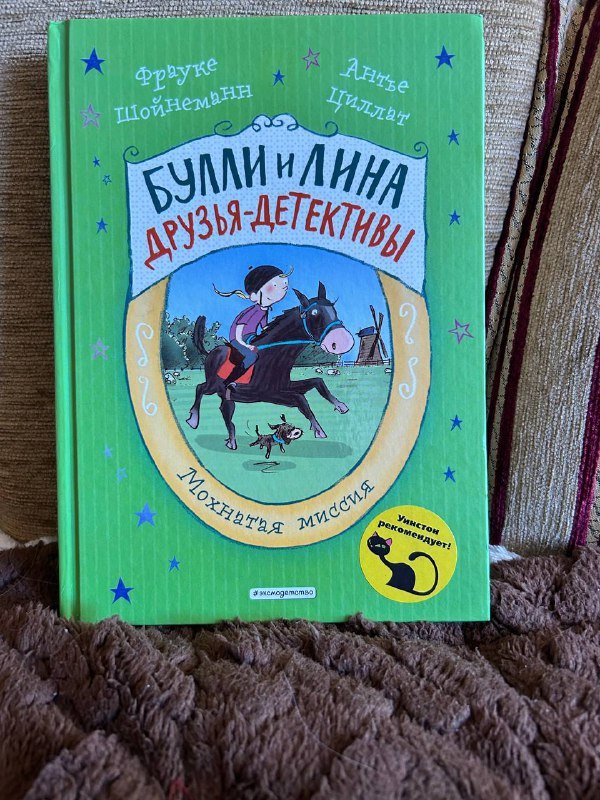 Фрауке
Шойнеманн
Антье
Циллат
БУЛЛИ и ЛИНА
ДРУЗЬЯ-ДЕТЕКТИВЫ
Мохнатая миссия
Уинстон
рекомендует!
#эксмодетство